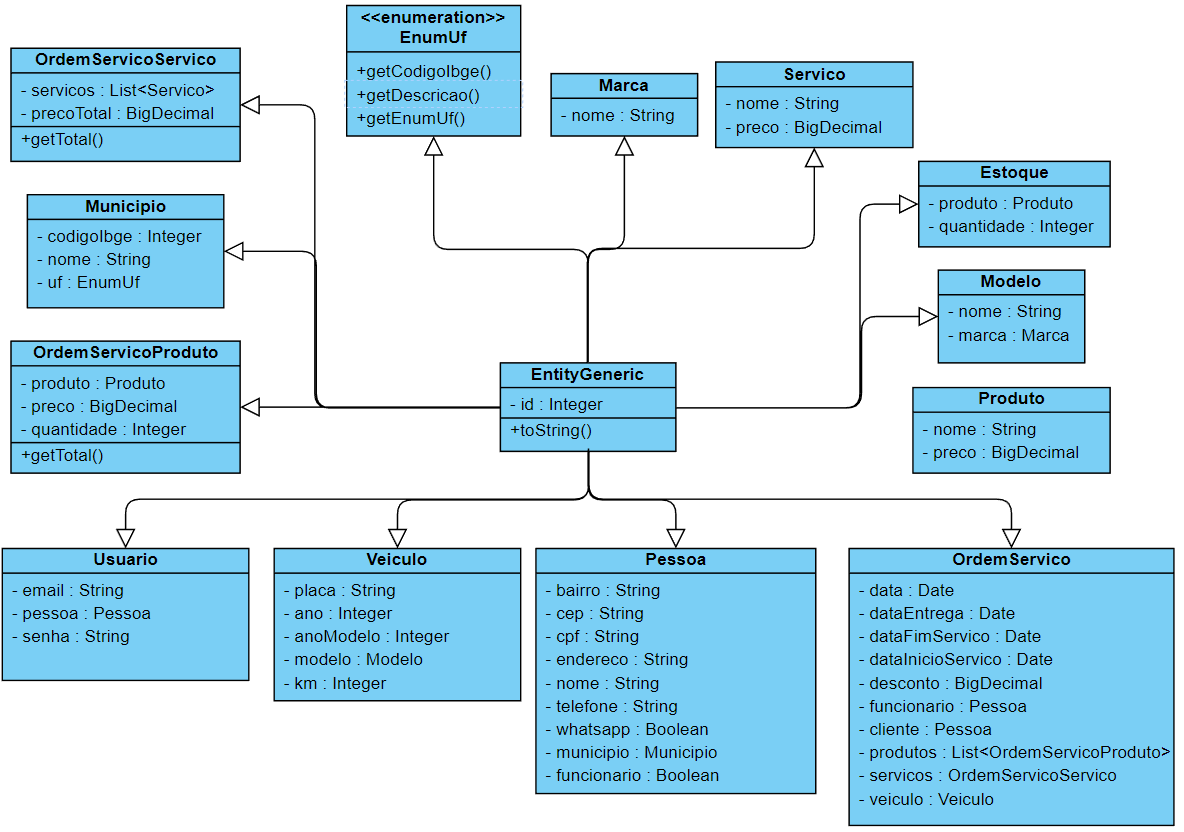 <<enumeration>>
EnumUf
+getCodigoIbge()
+getDescricao()
+getEnumUf()
OrdemServicoServico
- servicos : List<Servico>
- precoTotal : BigDecimal
+getTotal()
Marca
- nome : String
Servico
- nome : String
- preco : BigDecimal
Estoque
- produto : Produto
- quantidade : Integer
Municipio
- codigoIbge : Integer
- nome : String
- uf : EnumUf
Modelo
- nome : String
- marca : Marca
OrdemServicoProduto
- produto : Produto
- preco : BigDecimal
- quantidade : Integer
+getTotal()
EntityGeneric
- id : Integer
+toString()
Produto
- nome : String
- preco : BigDecimal
Usuario
- email : String
- pessoa : Pessoa
- senha : String
Veiculo
- placa : String
- ano : Integer
- anoModelo : Integer
- modelo : Modelo
- km : Integer
Pessoa
- bairro : String
- cep : String
- cpf : String
- endereco : String
- nome : String
- telefone : String
- whatsapp : Boolean
- municipio : Municipio
- funcionario : Boolean
OrdemServico
- data : Date
- dataEntrega : Date
- dataFimServico : Date
- dataInicioServico : Date
- desconto : BigDecimal
- funcionario : Pessoa
- cliente : Pessoa
- produtos : List<OrdemServicoProduto>
- servicos : OrdemServicoServico
- veiculo : Veiculo